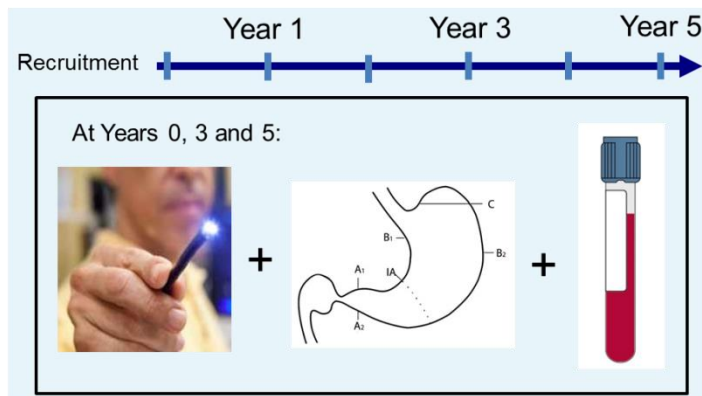 Year 1 Year 3 Year 5
Recruitment
At Years 0, 3 and 5:
C
B1
B2
A1 IA
A2
+ +